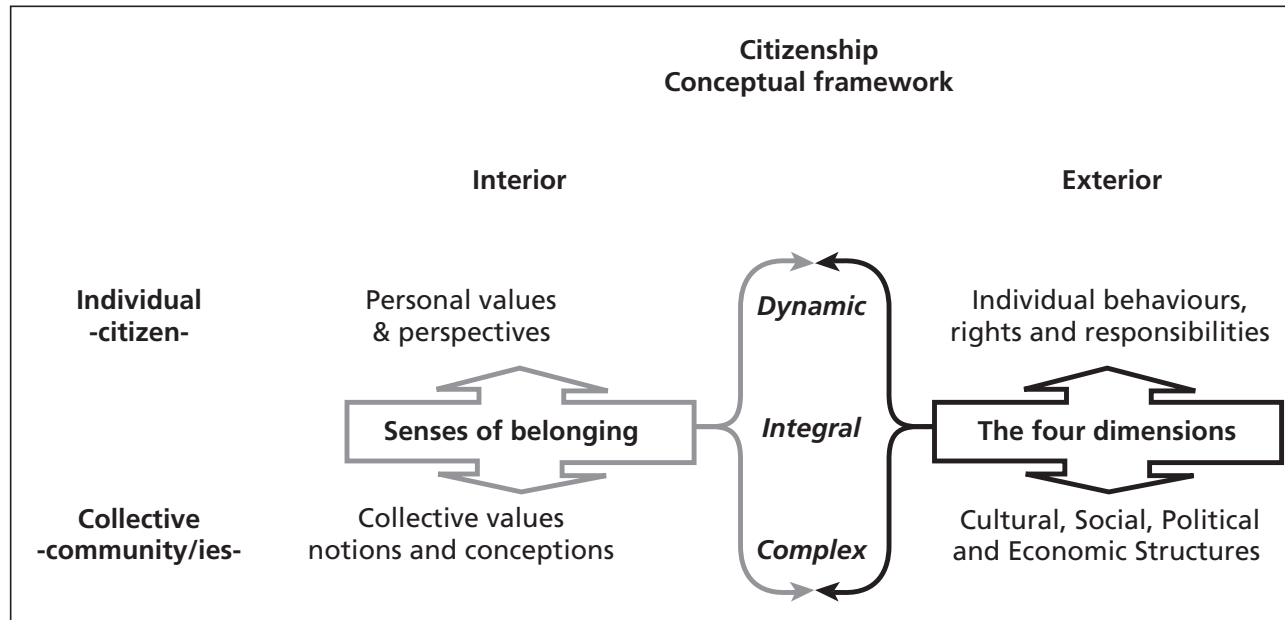 Citizenship
Conceptual framework
Interior
Exterior
Individual
-citizen-
Personal values
& perspectives
Dynamic
Individual behaviours,
rights and responsibilities
Senses of belonging
Integral
The four dimensions
Collective
-community/ies-
Collective values
notions and conceptions
Complex
Cultural, Social, Political
and Economic Structures